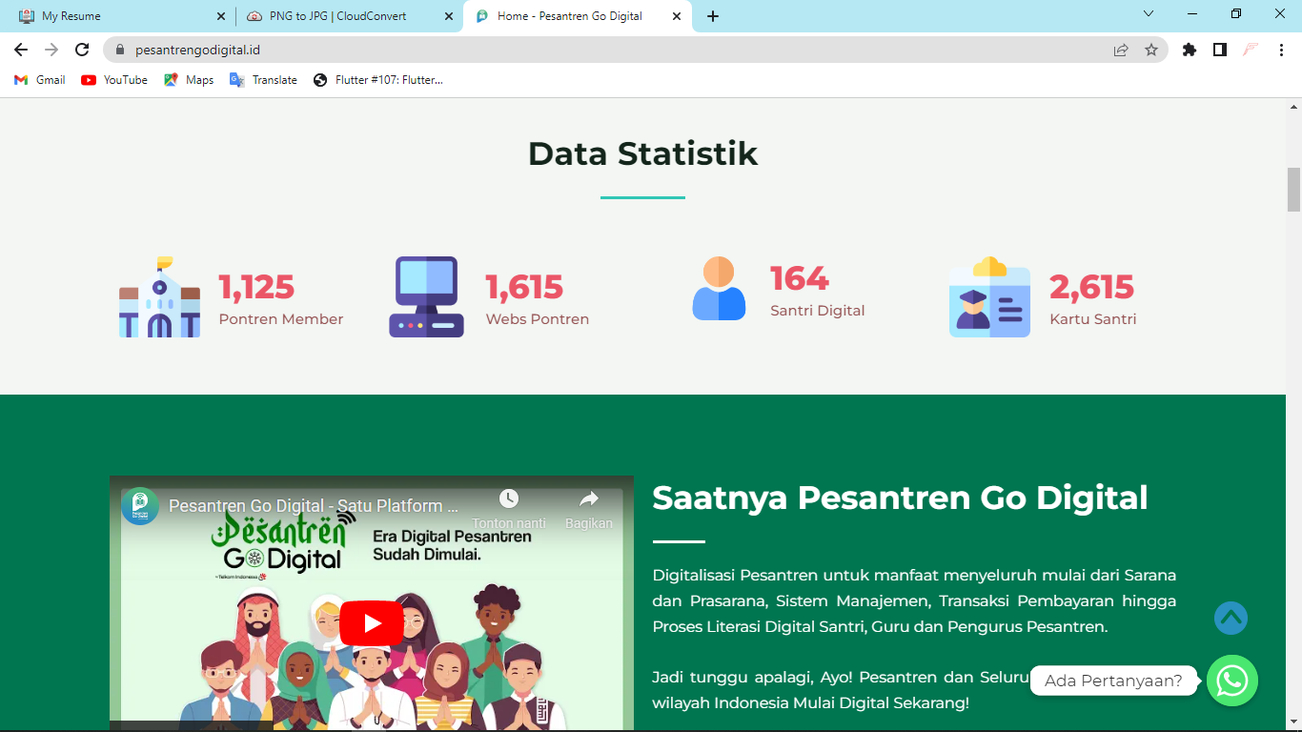 My Resume
PNG to JPG | CloudConvert
Home - Pesantren Go Digital
pesantrengodigital.id
Gmail
YouTube
Maps
Translate
Flutter #107: Flutter...
Data Statistik
1,125
Pontren Member
1,615
Webs Pontren
164
Santri Digital
2,615
Kartu Santri
Pesantren Go Digital - Satu Platform ...
Tonton nanti
Bagikan
Pesantren
GO Digital
Telkom Indonesia
Era Digital Pesantren
Sudah Dimulai.
Saatnya Pesantren Go Digital
Digitalisasi Pesantren untuk manfaat menyeluruh mulai dari Sarana
dan Prasarana, Sistem Manajemen, Transaksi Pembayaran hingga
Proses Literasi Digital Santri, Guru dan Pengurus Pesantren.
Jadi tunggu apalagi, Ayo! Pesantren dan Seluru
wilayah Indonesia Mulai Digital Sekarang!
Ada Pertanyaan?